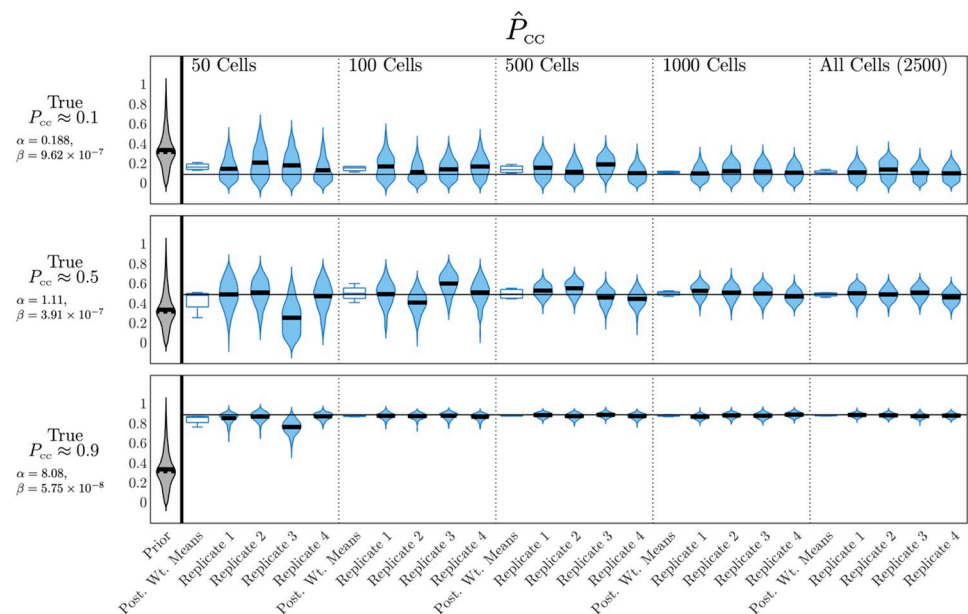 P̂cc
50 Cells 100 Cells 500 Cells 1000 Cells All Cells (2500)
True
Pcc ≈ 0.1
α = 0.188,
β = 9.62 × 10⁻⁷
1
0.8
0.6
0.4
0.2
0
True
Pcc ≈ 0.5
α = 1.11,
β = 3.91 × 10⁻⁷
1
0.8
0.6
0.4
0.2
0
True
Pcc ≈ 0.9
α = 8.08,
β = 5.75 × 10⁻⁸
1
0.8
0.6
0.4
0.2
0
Prior
Post. Wt. Means
Replicate 1
Replicate 2
Replicate 3
Replicate 4
Post. Wt. Means
Replicate 1
Replicate 2
Replicate 3
Replicate 4
Post. Wt. Means
Replicate 1
Replicate 2
Replicate 3
Replicate 4
Post. Wt. Means
Replicate 1
Replicate 2
Replicate 3
Replicate 4
Post. Wt. Means
Replicate 1
Replicate 2
Replicate 3
Replicate 4